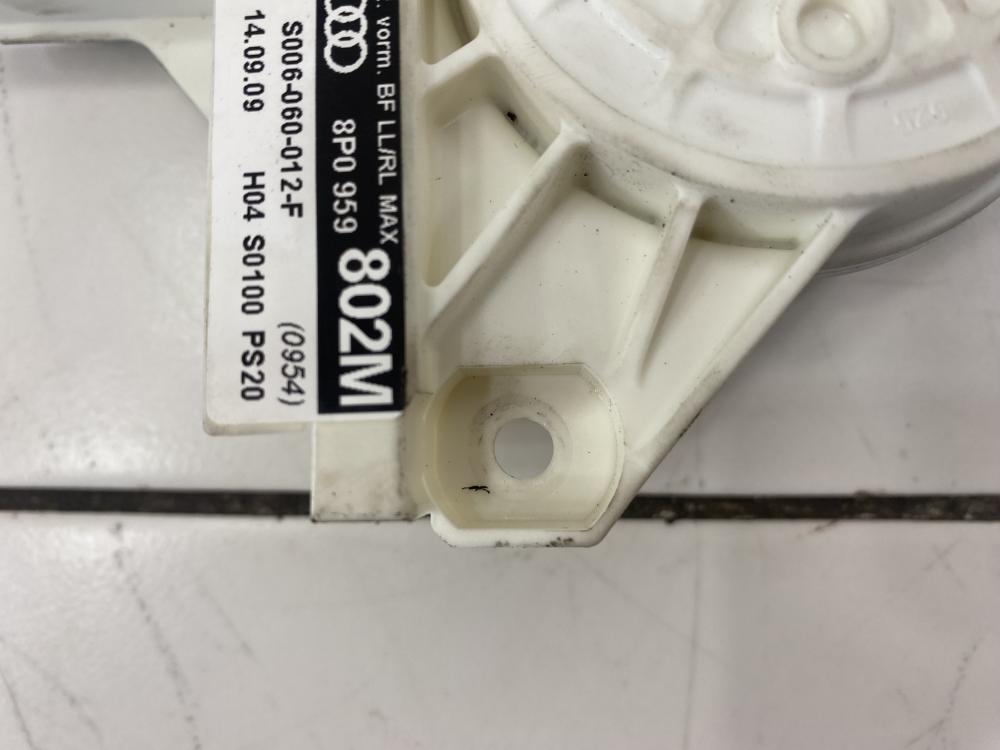 vorm. BF LL/RL MAX
8P0 959 802M
S006-060-012-F (0954)
14.09.09 H04 S0100 PS20